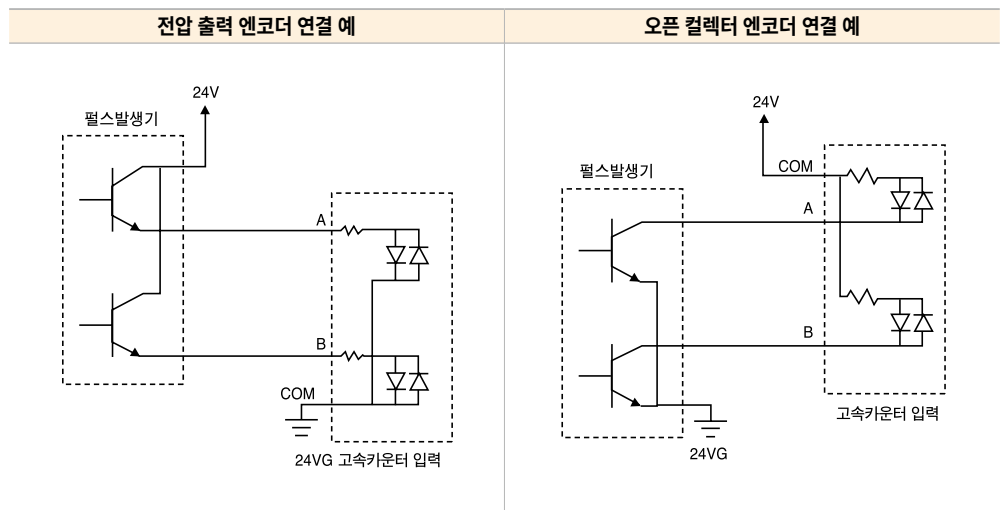 전압 출력 엔코더 연결 예
24V
펄스발생기
A
B
COM
24VG 고속카운터 입력
오픈 컬렉터 엔코더 연결 예
24V
COM
펄스발생기
A
B
고속카운터 입력
24VG